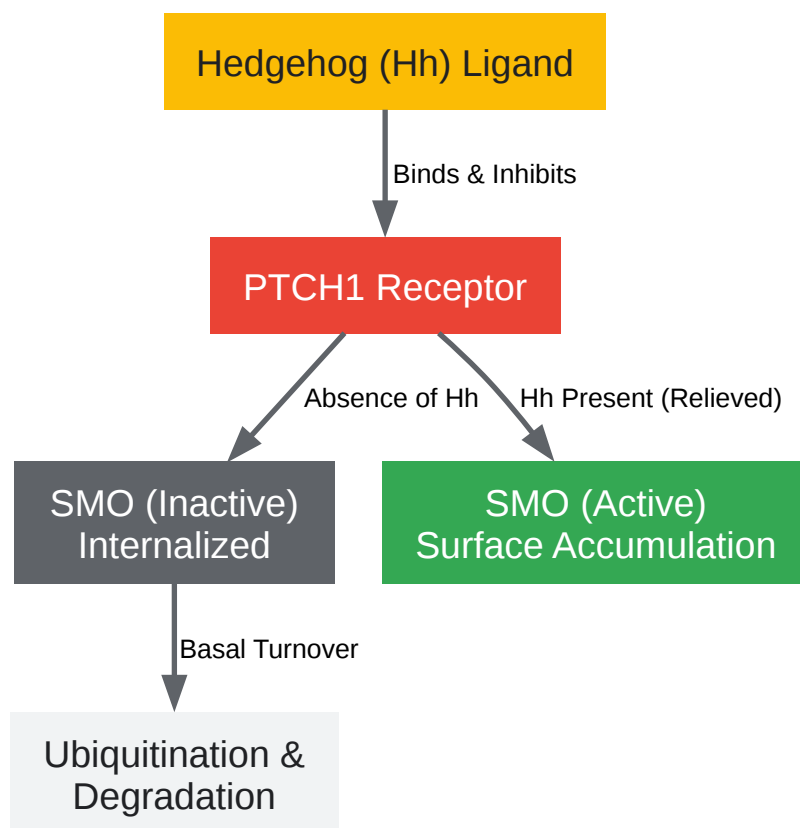 Hedgehog (Hh) Ligand
Binds & Inhibits
PTCH1 Receptor
Absence of Hh
Hh Present (Relieved)
SMO (Inactive)
Internalized
SMO (Active)
Surface Accumulation
Basal Turnover
Ubiquitination &
Degradation